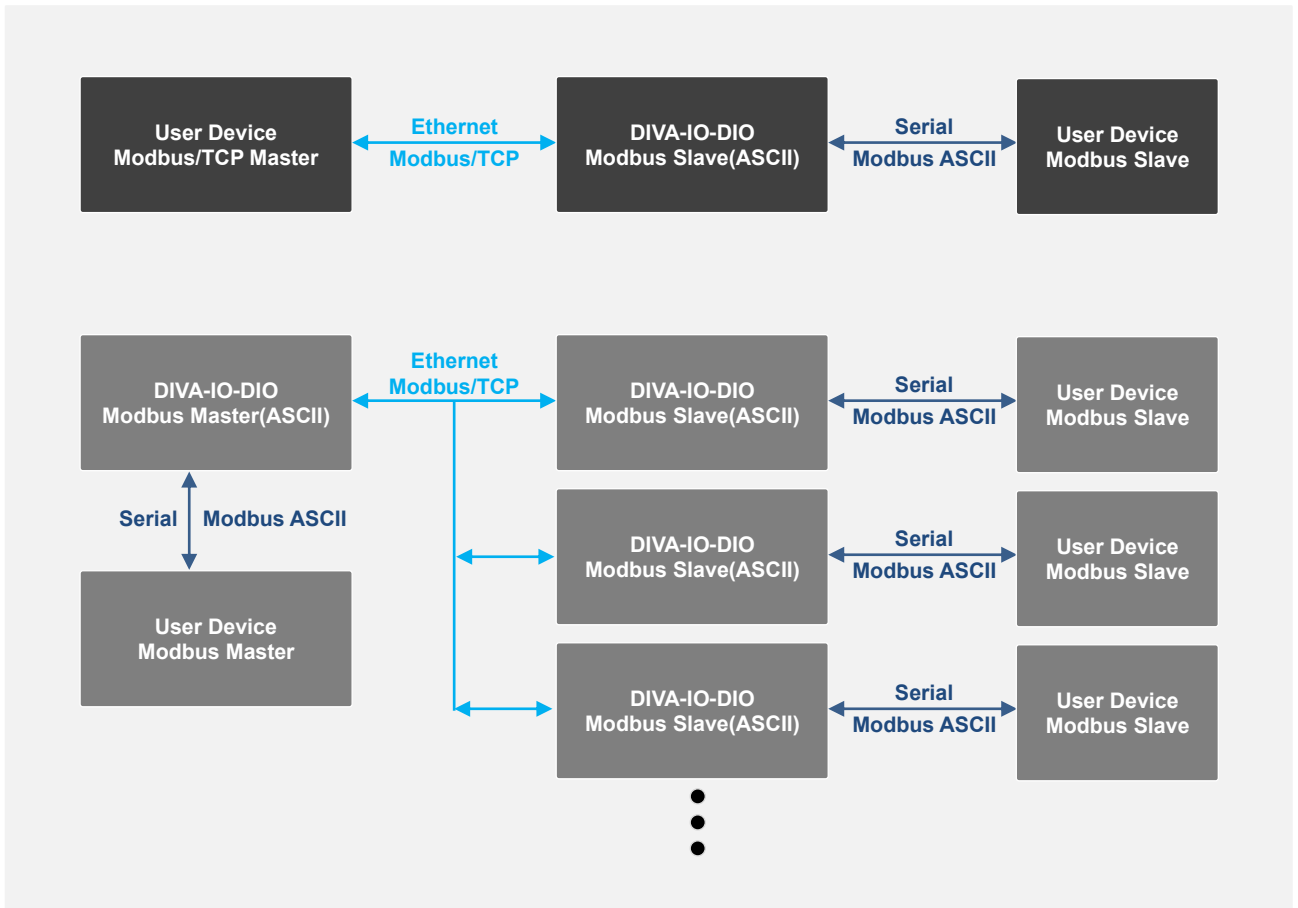 User Device
Modbus/TCP Master
Ethernet
Modbus/TCP
DIVA-IO-DIO
Modbus Slave(ASCII)
Serial
Modbus ASCII
User Device
Modbus Slave
DIVA-IO-DIO
Modbus Master(ASCII)
Ethernet
Modbus/TCP
DIVA-IO-DIO
Modbus Slave(ASCII)
Serial
Modbus ASCII
User Device
Modbus Slave
Serial
Modbus ASCII
DIVA-IO-DIO
Modbus Slave(ASCII)
Serial
Modbus ASCII
User Device
Modbus Slave
User Device
Modbus Master
DIVA-IO-DIO
Modbus Slave(ASCII)
Serial
Modbus ASCII
User Device
Modbus Slave